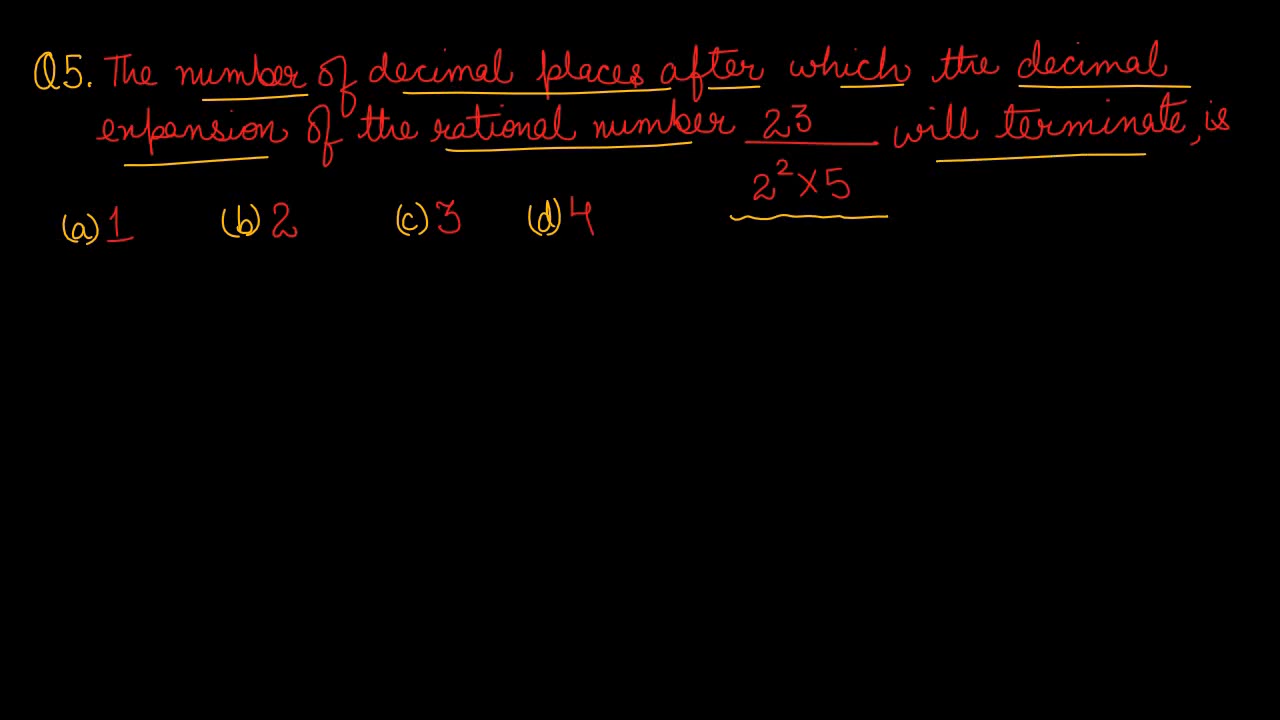 Q5. The number of decimal places after which the decimal
expansion of the rational number 23/2²×5 will terminate, is
(a) 1 (b) 2 (c) 3 (d) 4